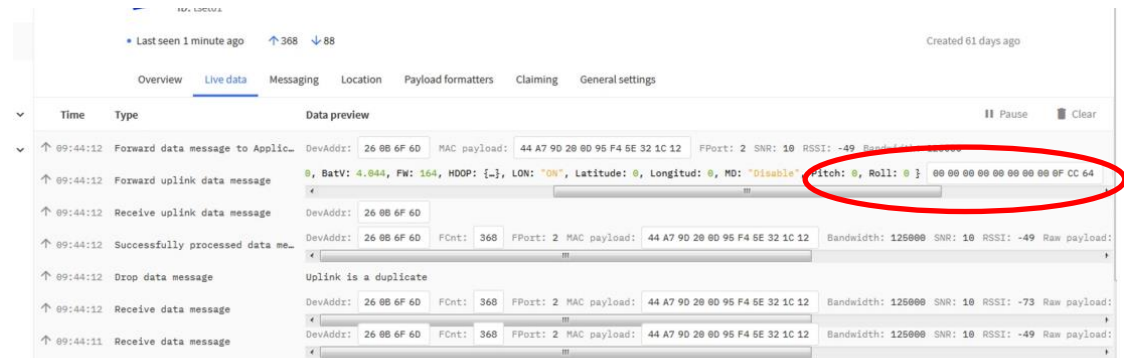 ID: tset01
Last seen 1 minute ago ↑368 ↓88 Created 61 days ago
Overview Live data Messaging Location Payload formatters Claiming General settings
Time Type Data preview Pause Clear
↑ 09:44:12 Forward data message to Applic… DevAddr: 26 0B 6F 6D MAC payload: 44 A7 9D 20 0D 95 F4 5E 32 1C 12 FPort: 2 SNR: 10 RSSI: -49 Bandwidth: 125000
↑ 09:44:12 Forward uplink data message 0, BatV: 4.044, FW: 164, HDOP: {…}, LON: "ON", Latitude: 0, Longitud: 0, MD: "Disable", Pitch: 0, Roll: 0 } 00 00 00 00 00 00 00 00 0F CC 64
↑ 09:44:12 Receive uplink data message DevAddr: 26 0B 6F 6D
↑ 09:44:12 Successfully processed data me… DevAddr: 26 0B 6F 6D FCnt: 368 FPort: 2 MAC payload: 44 A7 9D 20 0D 95 F4 5E 32 1C 12 Bandwidth: 125000 SNR: 10 RSSI: -49 Raw payload:
↑ 09:44:12 Drop data message Uplink is a duplicate
↑ 09:44:12 Receive data message DevAddr: 26 0B 6F 6D FCnt: 368 FPort: 2 MAC payload: 44 A7 9D 20 0D 95 F4 5E 32 1C 12 Bandwidth: 125000 SNR: 10 RSSI: -73 Raw payload:
↑ 09:44:11 Receive data message DevAddr: 26 0B 6F 6D FCnt: 368 FPort: 2 MAC payload: 44 A7 9D 20 0D 95 F4 5E 32 1C 12 Bandwidth: 125000 SNR: 10 RSSI: -49 Raw payload: